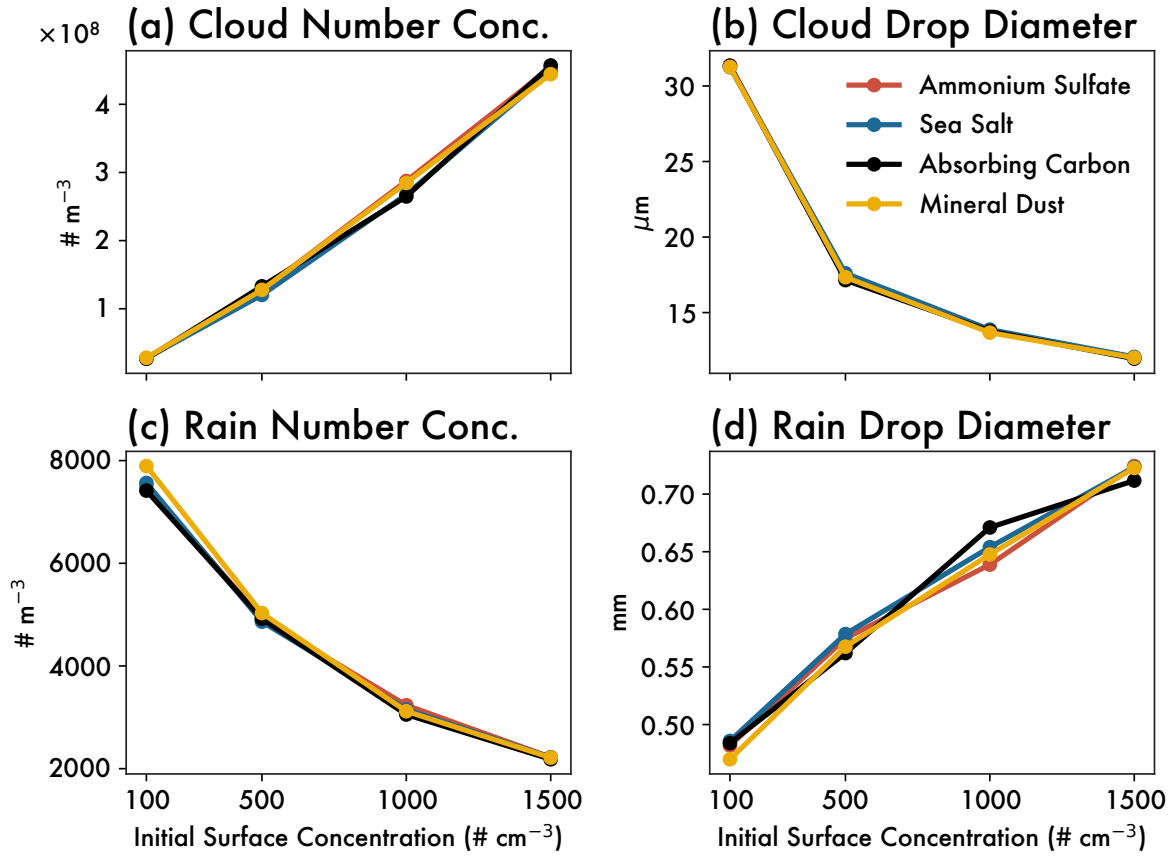 (a) Cloud Number Conc.
×10⁸
4
3
2
1
# m⁻³
(b) Cloud Drop Diameter
30
25
20
15
μm
Ammonium Sulfate
Sea Salt
Absorbing Carbon
Mineral Dust
(c) Rain Number Conc.
8000
6000
4000
2000
# m⁻³
100 500 1000 1500
Initial Surface Concentration (# cm⁻³)
(d) Rain Drop Diameter
0.70
0.65
0.60
0.55
0.50
mm
100 500 1000 1500
Initial Surface Concentration (# cm⁻³)